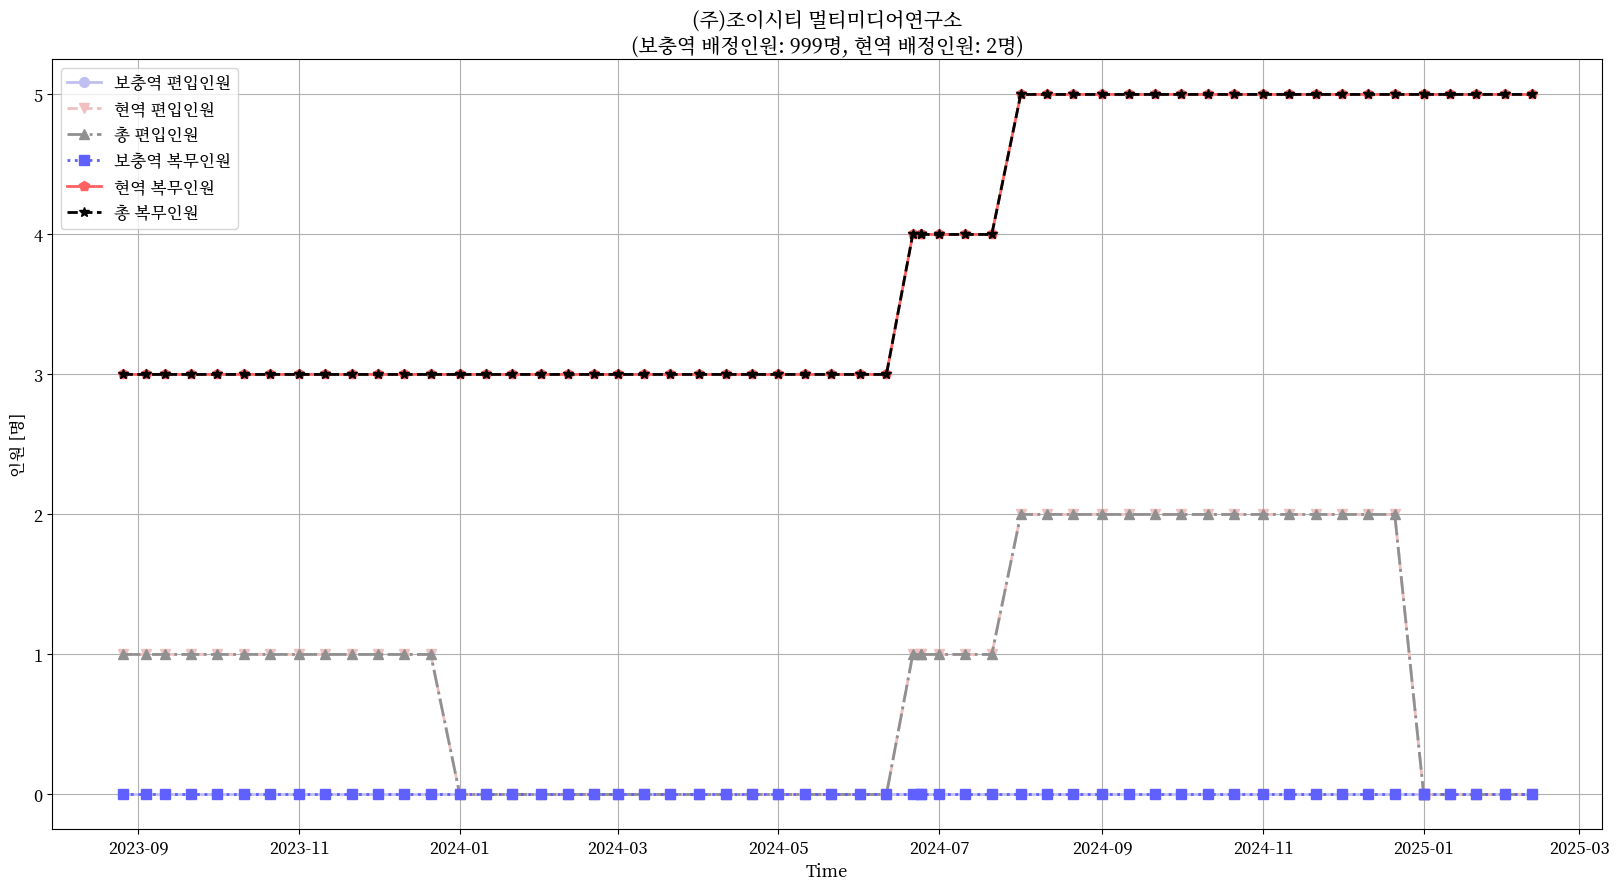 (주)조이시티 멀티미디어연구소
(보충역 배정인원: 999명, 현역 배정인원: 2명)
보충역 편입인원
현역 편입인원
총 편입인원
보충역 복무인원
현역 복무인원
총 복무인원
5
4
3
2
1
0
인원 [명]
2023-09 2023-11 2024-01 2024-03 2024-05 2024-07 2024-09 2024-11 2025-01 2025-03
Time